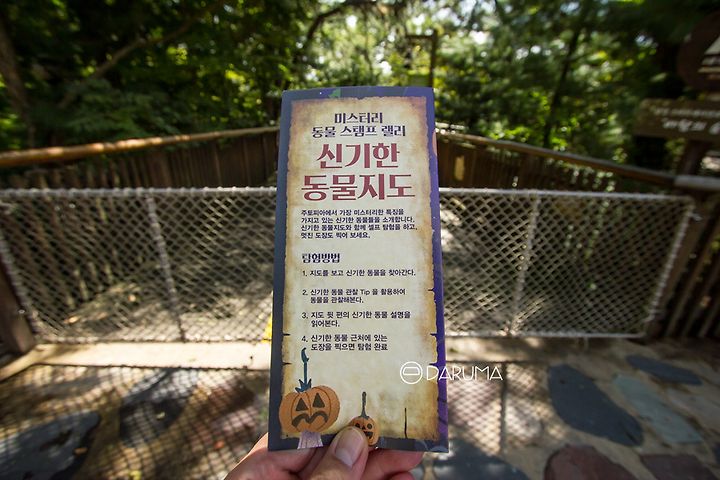 미스터리
동물 스탬프 랠리
신기한
동물지도
주토피아에서 가장 미스터리한 특징을
가지고 있는 신기한 동물들을 소개합니다.
신기한 동물지도와 함께 셀프 탐험을 하고,
멋진 도장도 찍어 보세요.
탐험방법
1. 지도를 보고 신기한 동물을 찾아간다.
2. 신기한 동물 관찰 Tip 을 활용하여
동물을 관찰해본다.
3. 지도 뒷 편의 신기한 동물 설명을
읽어본다.
4. 신기한 동물 근처에 있는
도장을 찍으면 탐험 완료
DARUMA